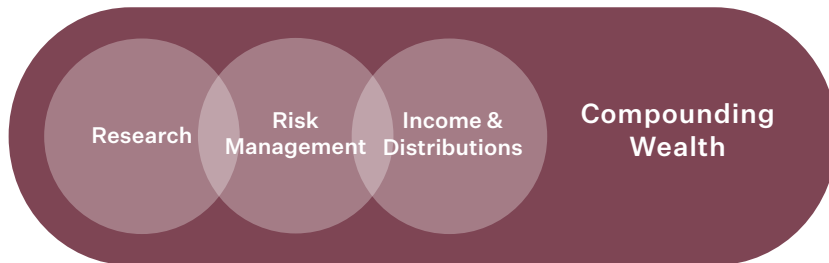 Research
Risk
Management
Income &
Distributions
Compounding
Wealth